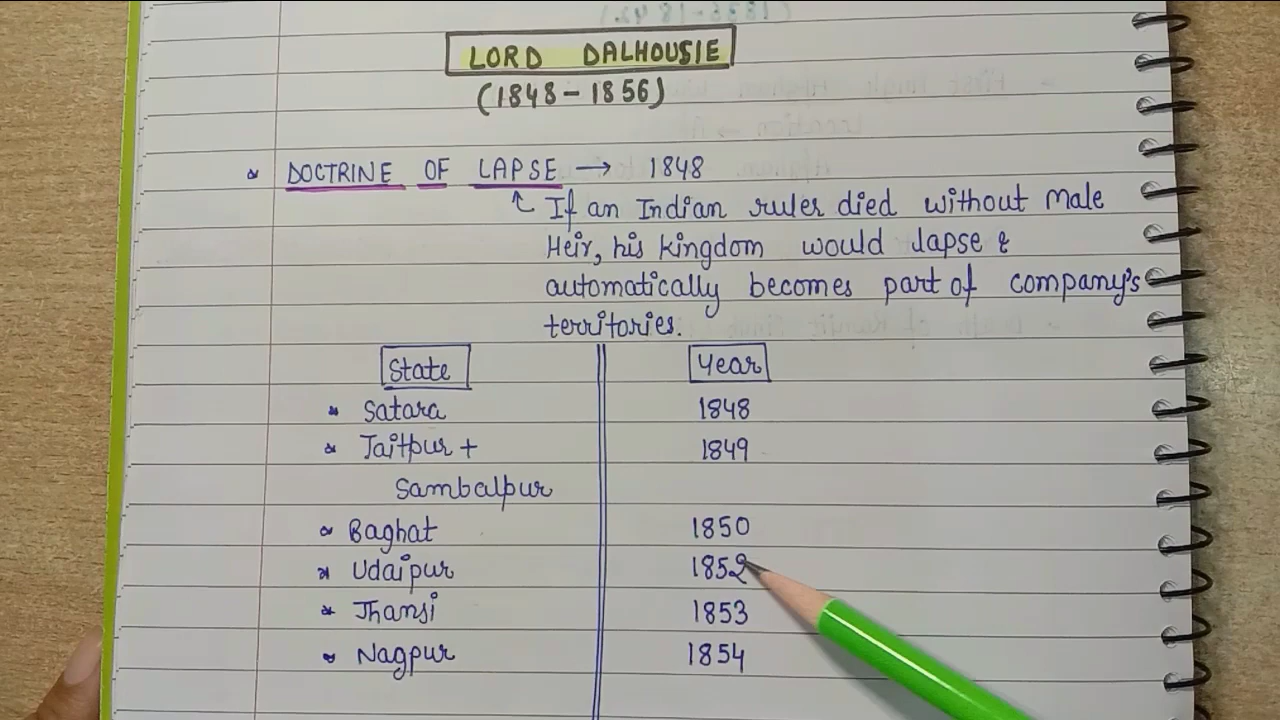 LORD DALHOUSIE
(1848-1856)
DOCTRINE OF LAPSE → 1848
If an Indian ruler died without Male
Heir, his kingdom would lapse &
automatically becomes part of company's
territories.
State Year
Satara 1848
Jaitpur + 1849
Sambalpur
Baghat 1850
Udaipur 1852
Jhansi 1853
Nagpur 1854